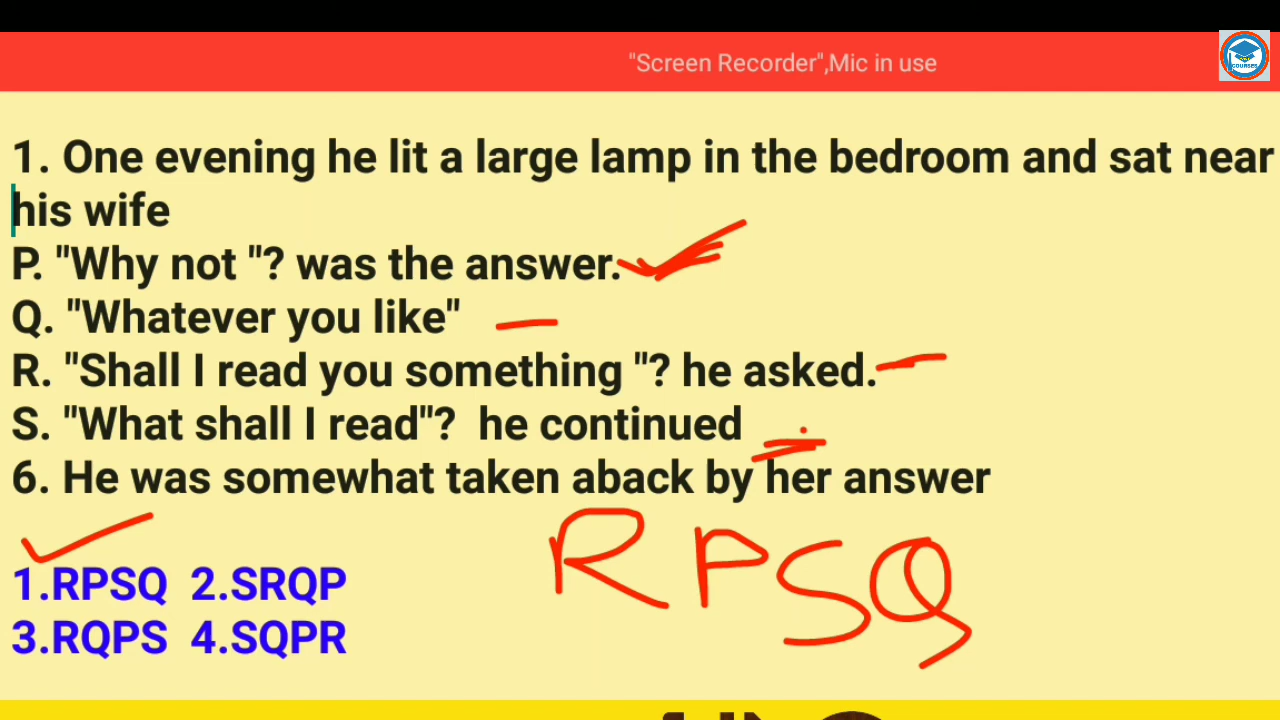 "Screen Recorder",Mic in use
COURSES
1. One evening he lit a large lamp in the bedroom and sat near
his wife
P. "Why not "? was the answer.
Q. "Whatever you like"
R. "Shall I read you something "? he asked.
S. "What shall I read"?  he continued
6. He was somewhat taken aback by her answer
RPSQ
1.RPSQ  2.SRQP
3.RQPS  4.SQPR